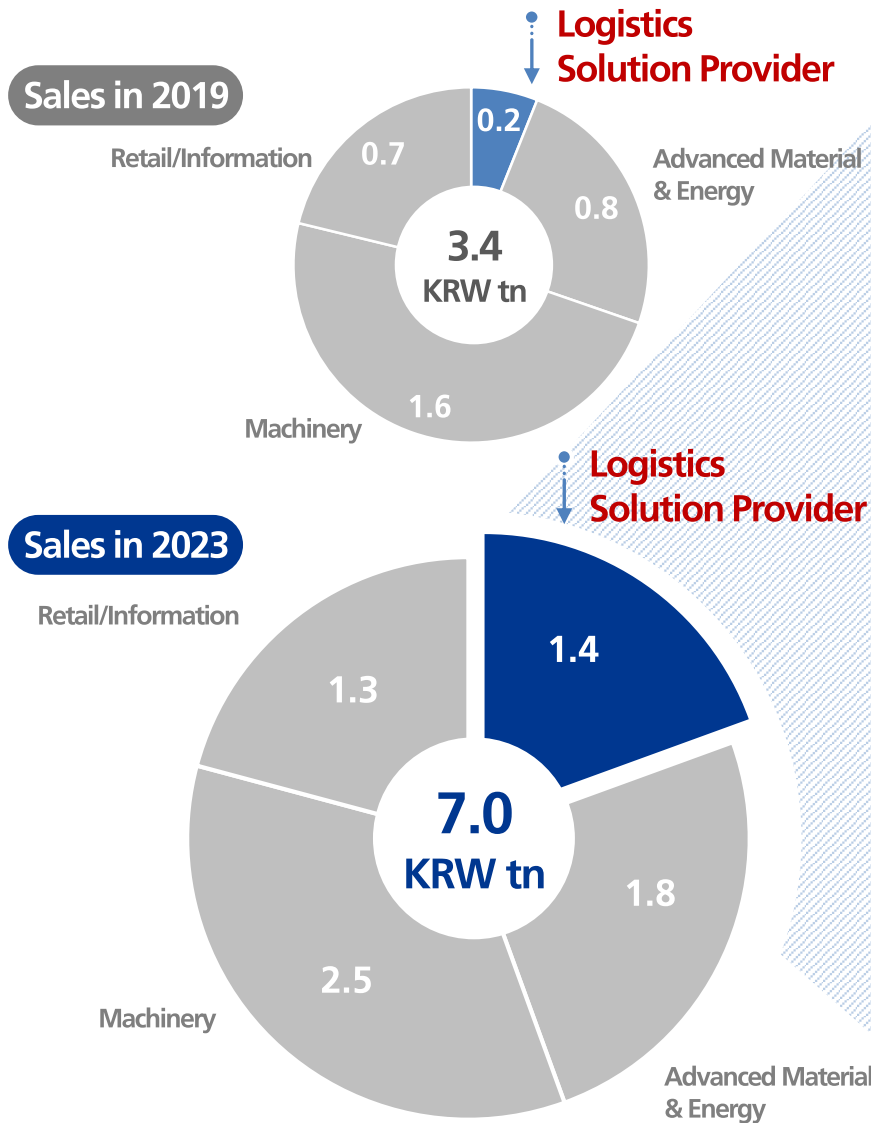 Logistics
Solution Provider
Sales in 2019
Retail/Information
0.7
0.2
Advanced Material
& Energy
0.8
3.4
KRW tn
1.6
Machinery
Logistics
Solution Provider
Sales in 2023
Retail/Information
1.4
1.3
7.0
KRW tn
1.8
2.5
Machinery
Advanced Material
& Energy